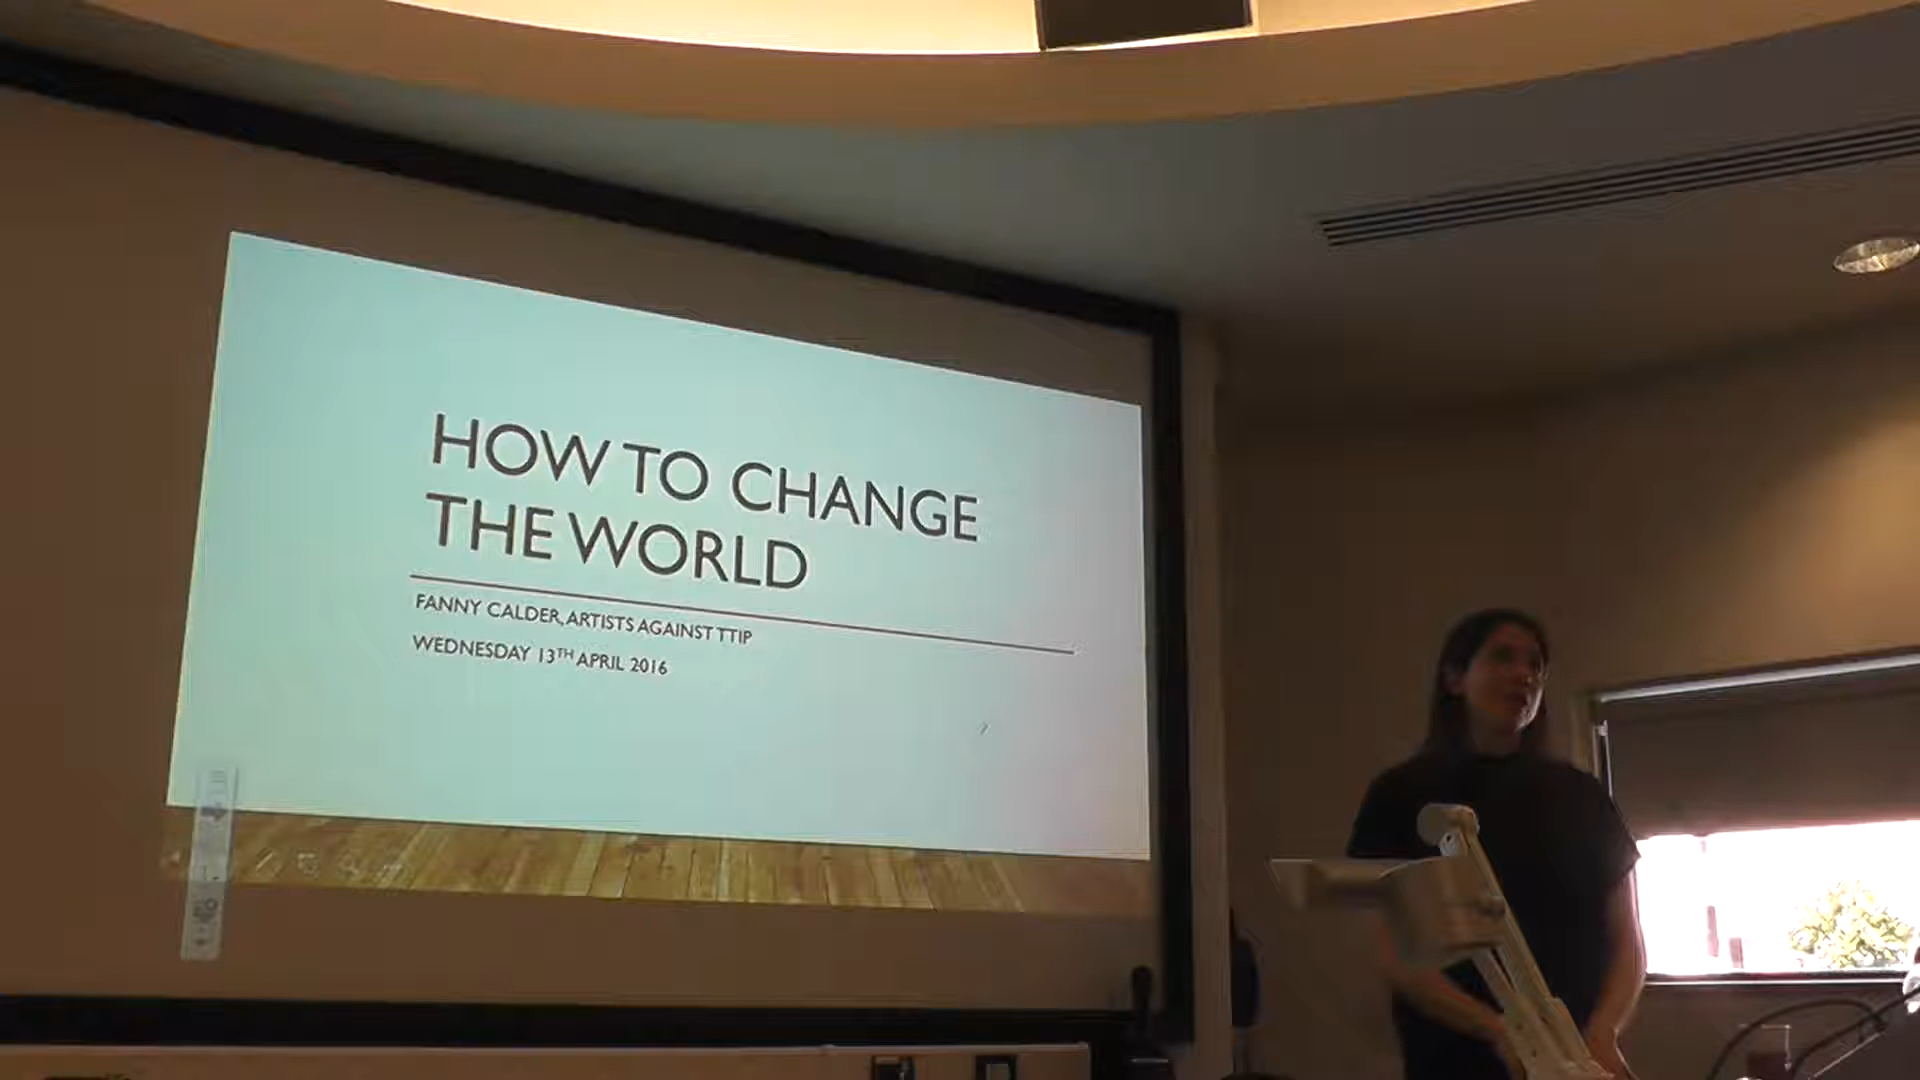 HOW TO CHANGE
THE WORLD
FANNY CALDER, ARTISTS AGAINST TTIP
WEDNESDAY 13TH APRIL 2016